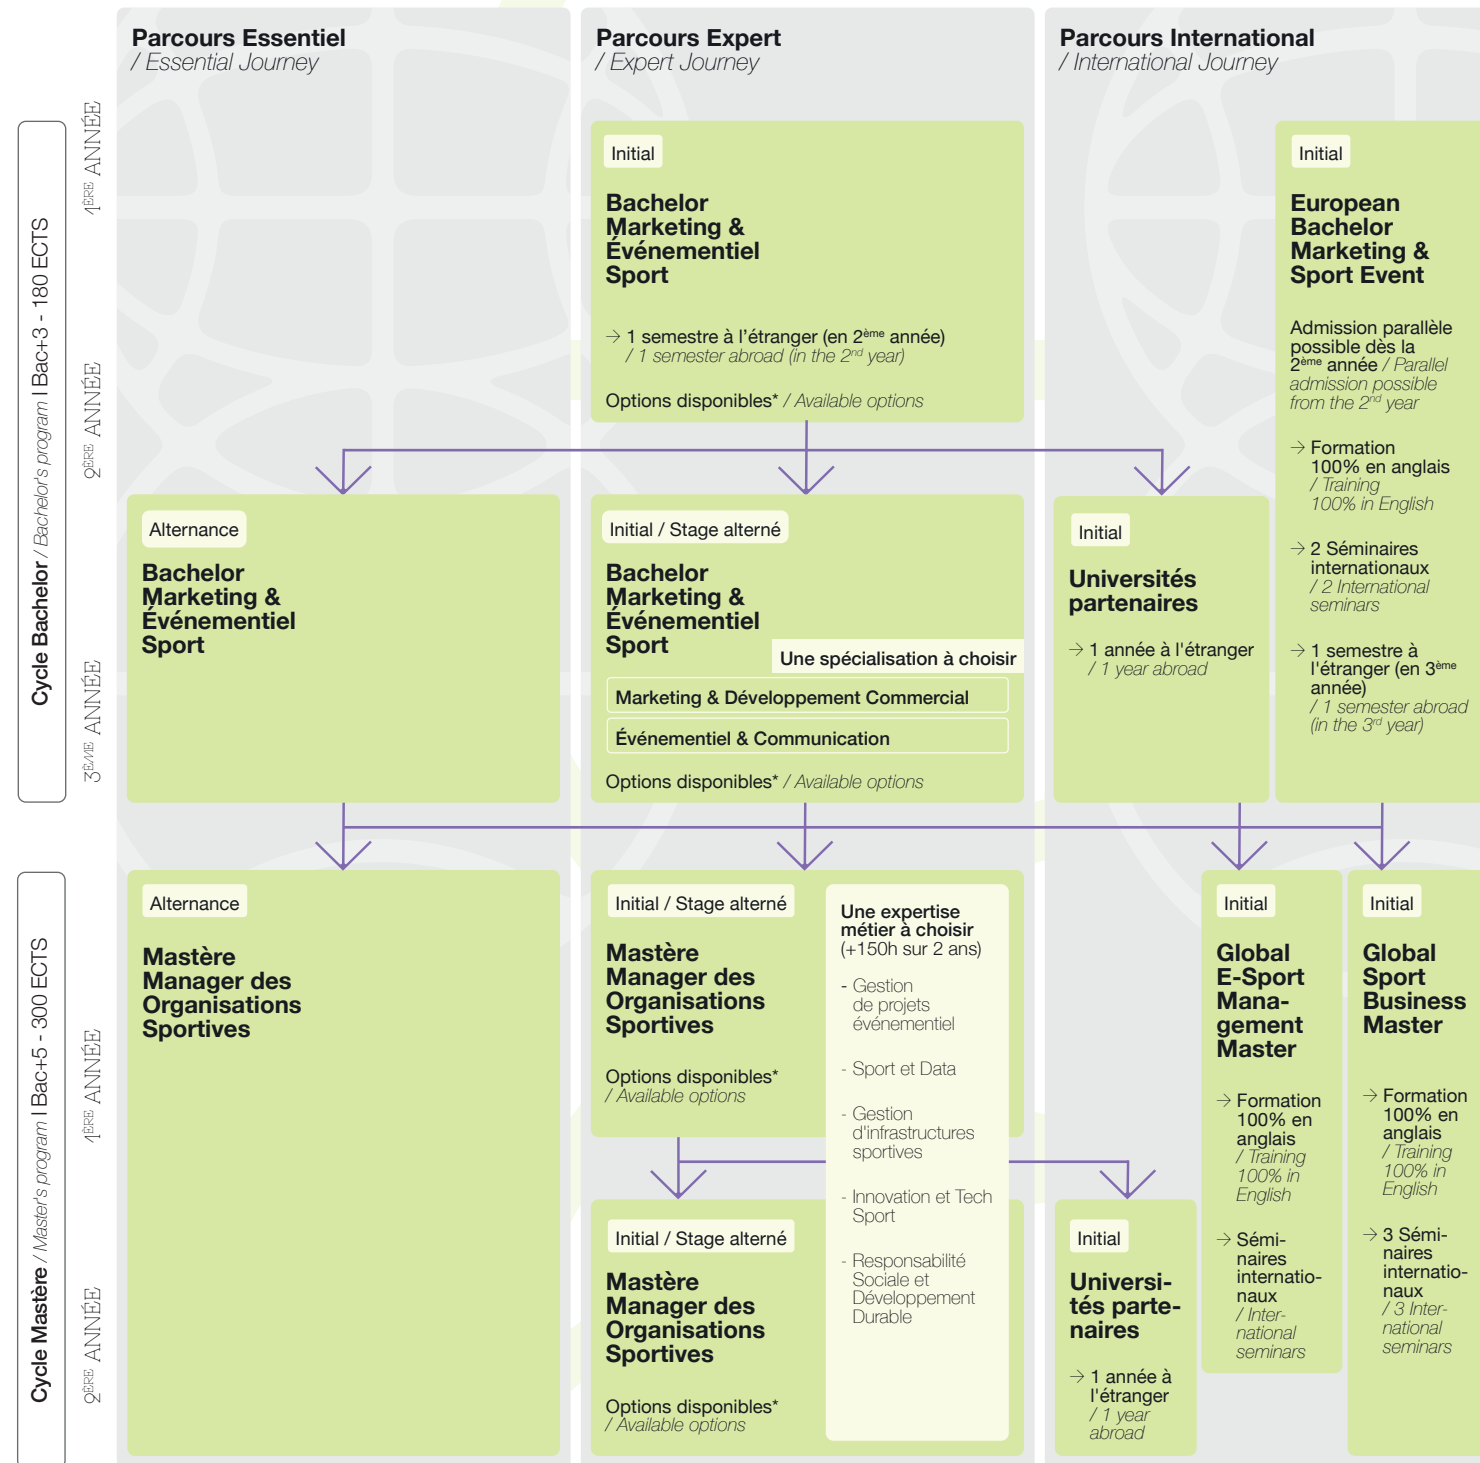 Parcours Essentiel
/ Essential Journey
Parcours Expert
/ Expert Journey
Parcours International
/ International Journey
Cycle Bachelor / Bachelor's program | Bac+3 - 180 ECTS
1ÈRE ANNÉE
2ÈRE ANNÉE
3ÈME ANNÉE
Initial
Bachelor
Marketing &
Événementiel
Sport
→ 1 semestre à l’étranger (en 2ème année)
/ 1 semester abroad (in the 2nd year)
Options disponibles* / Available options
Initial
European
Bachelor
Marketing &
Sport Event
Admission parallèle
possible dès la
2ème année / Parallel
admission possible
from the 2nd year
→ Formation
100% en anglais
/ Training
100% in English
→ 2 Séminaires
internationaux
/ 2 International
seminars
→ 1 semestre à
l'étranger (en 3ème
année)
/ 1 semester abroad
(in the 3rd year)
Alternance
Bachelor
Marketing &
Événementiel
Sport
Initial / Stage alterné
Bachelor
Marketing &
Événementiel
Sport
Une spécialisation à choisir
Marketing & Développement Commercial
Événementiel & Communication
Options disponibles* / Available options
Initial
Universités
partenaires
→ 1 année à l'étranger
/ 1 year abroad
Cycle Mastère / Master's program | Bac+5 - 300 ECTS
1ÈRE ANNÉE
2ÈRE ANNÉE
Alternance
Mastère
Manager des
Organisations
Sportives
Initial / Stage alterné
Mastère
Manager des
Organisations
Sportives
Options disponibles*
/ Available options
Une expertise
métier à choisir
(+150h sur 2 ans)
- Gestion
de projets
événementiel
- Sport et Data
- Gestion
d'infrastructures
sportives
- Innovation et Tech
Sport
- Responsabilité
Sociale et
Développement
Durable
Initial / Stage alterné
Mastère
Manager des
Organisations
Sportives
Options disponibles*
/ Available options
Initial
Universi-
tés parte-
naires
→ 1 année à
l'étranger
/ 1 year
abroad
Initial
Global
E-Sport
Mana-
gement
Master
→ Formation
100% en
anglais
/ Training
100% in
English
→ Sémi-
naires
internatio-
naux
/ Inter-
national
seminars
Initial
Global
Sport
Business
Master
→ Formation
100% en
anglais
/ Training
100% in
English
→ 3 Sémi-
naires
internatio-
naux
/ 3 Inter-
national
seminars